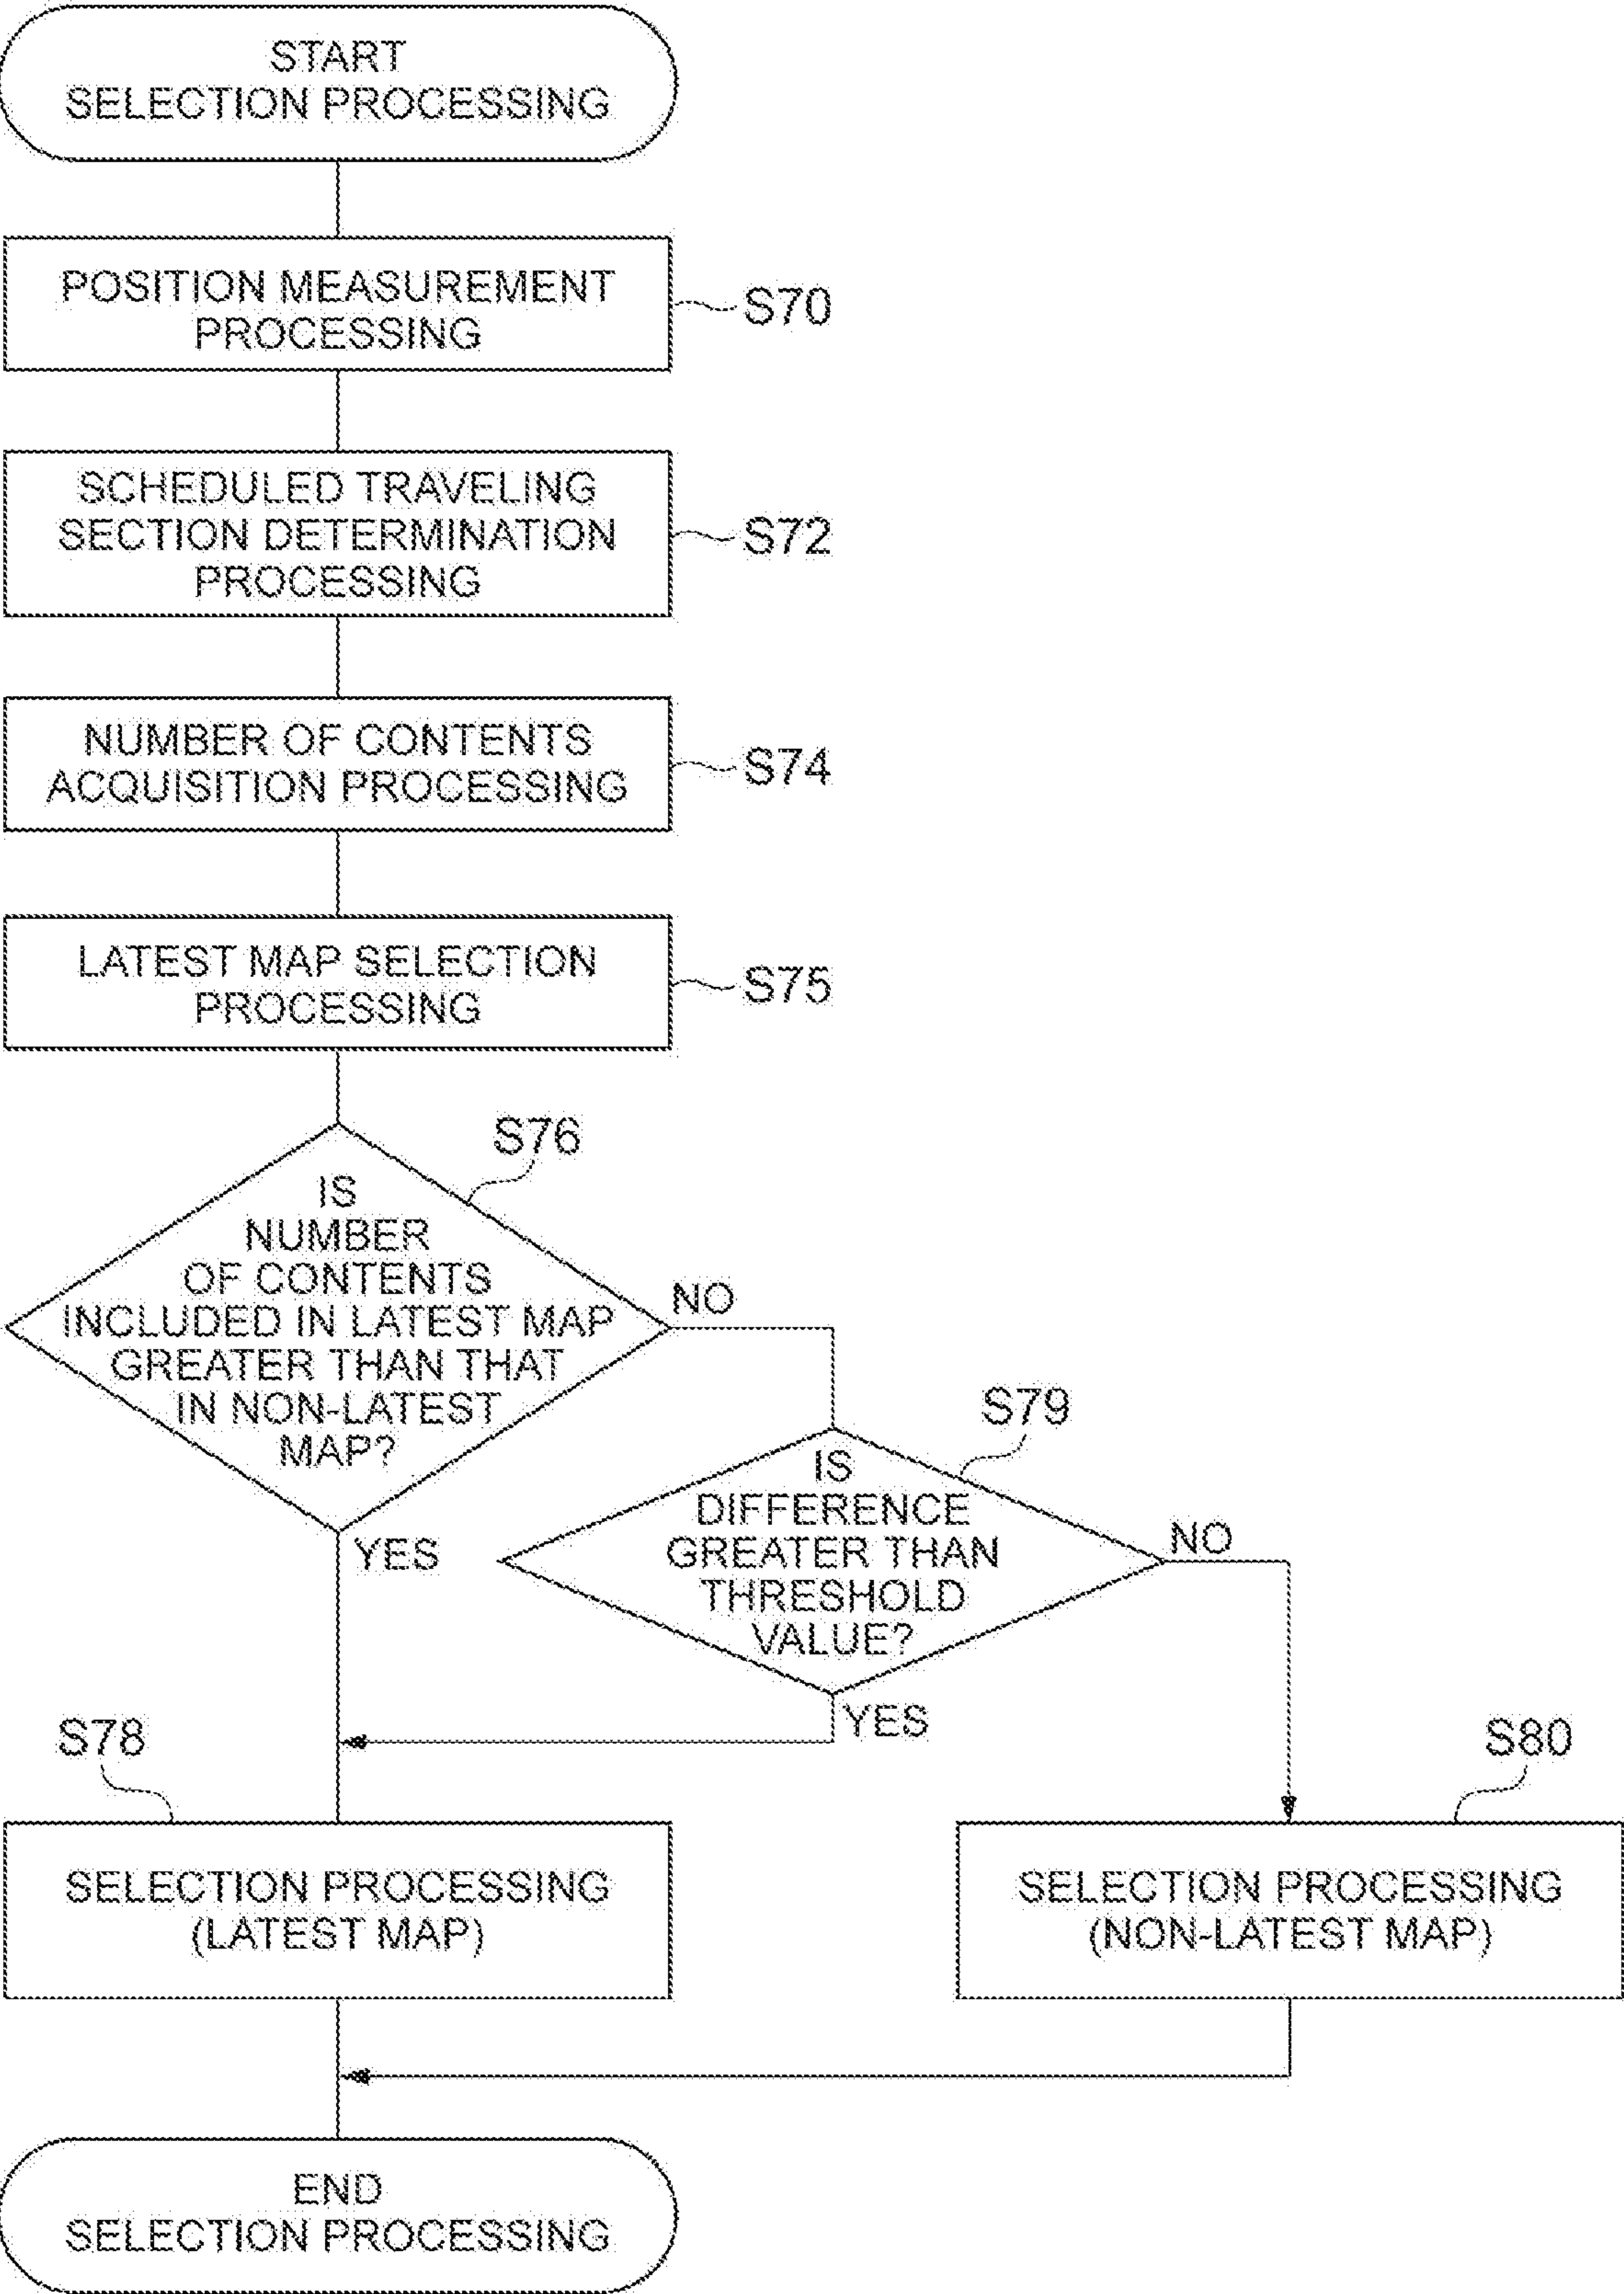 START
SELECTION PROCESSING
POSITION MEASUREMENT
PROCESSING
S70
SCHEDULED TRAVELING
SECTION DETERMINATION
PROCESSING
S72
NUMBER OF CONTENTS
ACQUISITION PROCESSING
S74
LATEST MAP SELECTION
PROCESSING
S75
S76
IS
NUMBER
OF CONTENTS
INCLUDED IN LATEST MAP
GREATER THAN THAT
IN NON-LATEST
MAP?
NO
YES
S79
IS
DIFFERENCE
GREATER THAN
THRESHOLD
VALUE?
NO
YES
S78
SELECTION PROCESSING
(LATEST MAP)
S80
SELECTION PROCESSING
(NON-LATEST MAP)
END
SELECTION PROCESSING